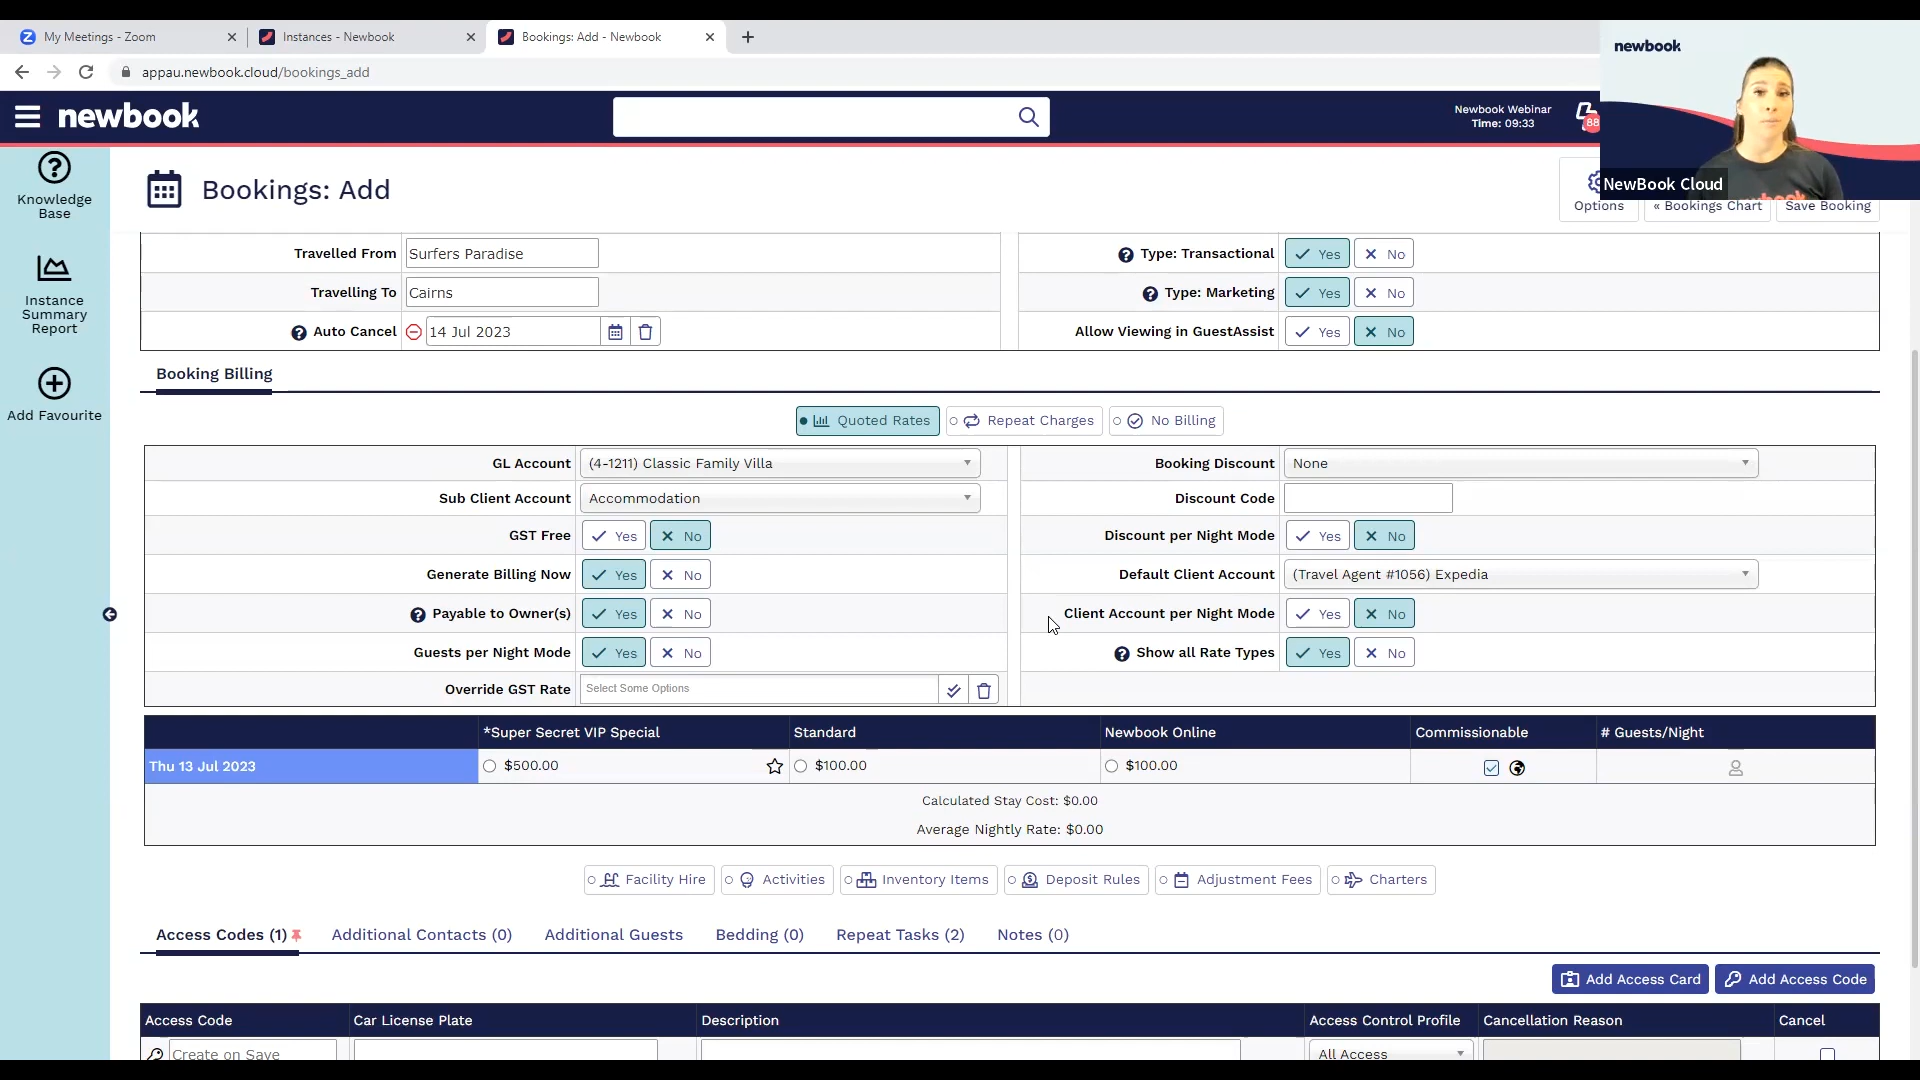 My Meetings - Zoom
Instances - Newbook
Bookings: Add - Newbook
appau.newbook.cloud/bookings_add
newbook
newbook
Newbook Webinar
Time: 09:33
88
NewBook Cloud
Knowledge
Base
Instance
Summary
Report
Add Favourite
Bookings: Add
Options
« Bookings Chart
Save Booking
Travelled From
Surfers Paradise
Type: Transactional
Yes
No
Travelling To
Cairns
Type: Marketing
Yes
No
Auto Cancel
14 Jul 2023
Allow Viewing in GuestAssist
Yes
No
Booking Billing
Quoted Rates
Repeat Charges
No Billing
GL Account
(4-1211) Classic Family Villa
Booking Discount
None
Sub Client Account
Accommodation
Discount Code
GST Free
Yes
No
Discount per Night Mode
Yes
No
Generate Billing Now
Yes
No
Default Client Account
(Travel Agent #1056) Expedia
Payable to Owner(s)
Yes
No
Client Account per Night Mode
Yes
No
Guests per Night Mode
Yes
No
Show all Rate Types
Yes
No
Override GST Rate
Select Some Options
*Super Secret VIP Special
Standard
Newbook Online
Commissionable
# Guests/Night
Thu 13 Jul 2023
$500.00
$100.00
$100.00
Calculated Stay Cost: $0.00
Average Nightly Rate: $0.00
Facility Hire
Activities
Inventory Items
Deposit Rules
Adjustment Fees
Charters
Access Codes (1)
Additional Contacts (0)
Additional Guests
Bedding (0)
Repeat Tasks (2)
Notes (0)
Add Access Card
Add Access Code
Access Code
Car License Plate
Description
Access Control Profile
Cancellation Reason
Cancel
Create on Save
All Access